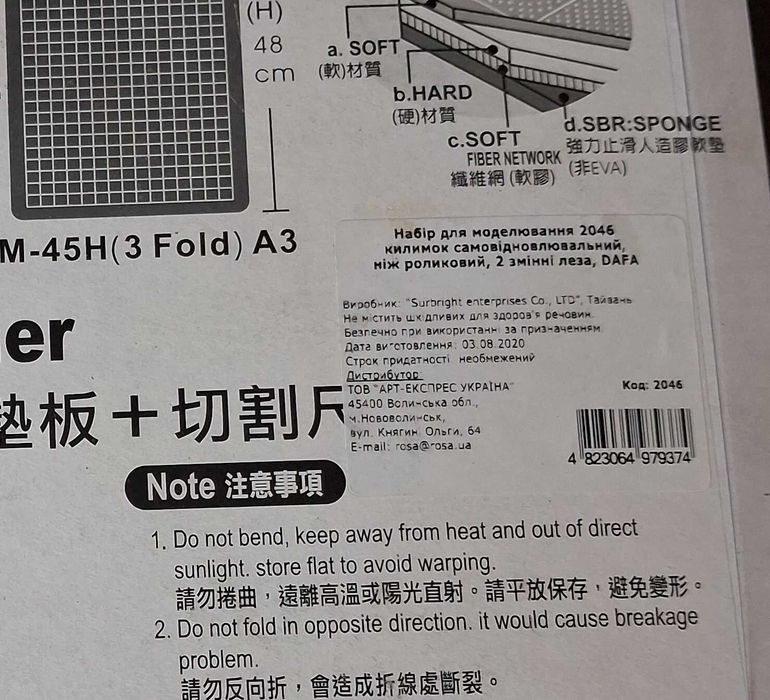 (H)
48
cm
a. SOFT
(軟)材質
b.HARD
(硬)材質
c.SOFT
FIBER NETWORK
纖維網(軟膠)
d.SBR:SPONGE
強力止滑人造膠軟墊
(非EVA)
M-45H(3 Fold) A3
er
墊板＋切割尺
Набір для моделювання 2046
килимок самовідновлювальний,
ніж роликовий, 2 змінні леза, DAFA
Виробник: "Surbright enterprises Co., LTD", Тайвань
Не містить шкідливих для здоров'я речовин.
Безпечно при використанні за призначенням.
Дата виготовлення: 03.08.2020
Строк придатності: необмежений
Дистрибутор:
ТОВ "АРТ-ЕКСПРЕС УКРАЇНА"
45400 Волинська обл.,
м.Нововолинськ,
вул. Княгині Ольги, 64
E-mail: rosa@rosa.ua
Код: 2046
4 823064 979374
Note 注意事項
1. Do not bend, keep away from heat and out of direct
sunlight. store flat to avoid warping.
請勿捲曲，遠離高溫或陽光直射。請平放保存，避免變形。
2. Do not fold in opposite direction. it would cause breakage
problem.
請勿反向折，會造成折線處斷裂。